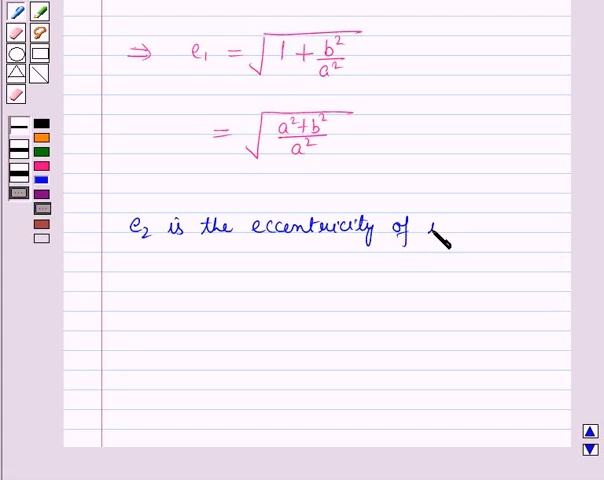 ⇒ e₁ = √(1 + b²/a²)
= √((a²+b²)/a²)
e₂ is the eccentricity of